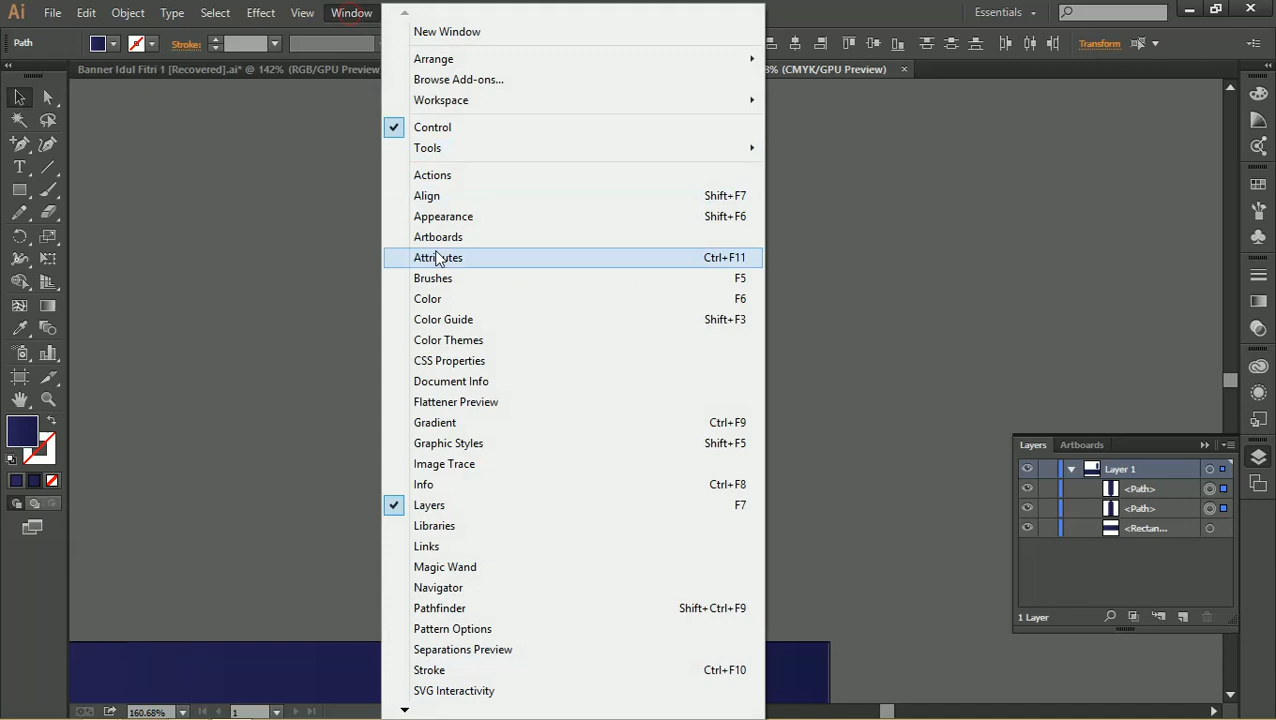 Ai File Edit Object Type Select Effect View Window Essentials
Path Stroke: Transform
Banner Idul Fitri 1 [Recovered].ai* @ 142% (RGB/GPU Preview) % (CMYK/GPU Preview)
New Window
Arrange
Browse Add-ons...
Workspace
Control
Tools
Actions
Align Shift+F7
Appearance Shift+F6
Artboards
Attributes Ctrl+F11
Brushes F5
Color F6
Color Guide Shift+F3
Color Themes
CSS Properties
Document Info
Flattener Preview
Gradient Ctrl+F9
Graphic Styles Shift+F5
Image Trace
Info Ctrl+F8
Layers F7
Libraries
Links
Magic Wand
Navigator
Pathfinder Shift+Ctrl+F9
Pattern Options
Separations Preview
Stroke Ctrl+F10
SVG Interactivity
Layers Artboards
Layer 1
<Path>
<Path>
<Rectan...
1 Layer
160.68% 1